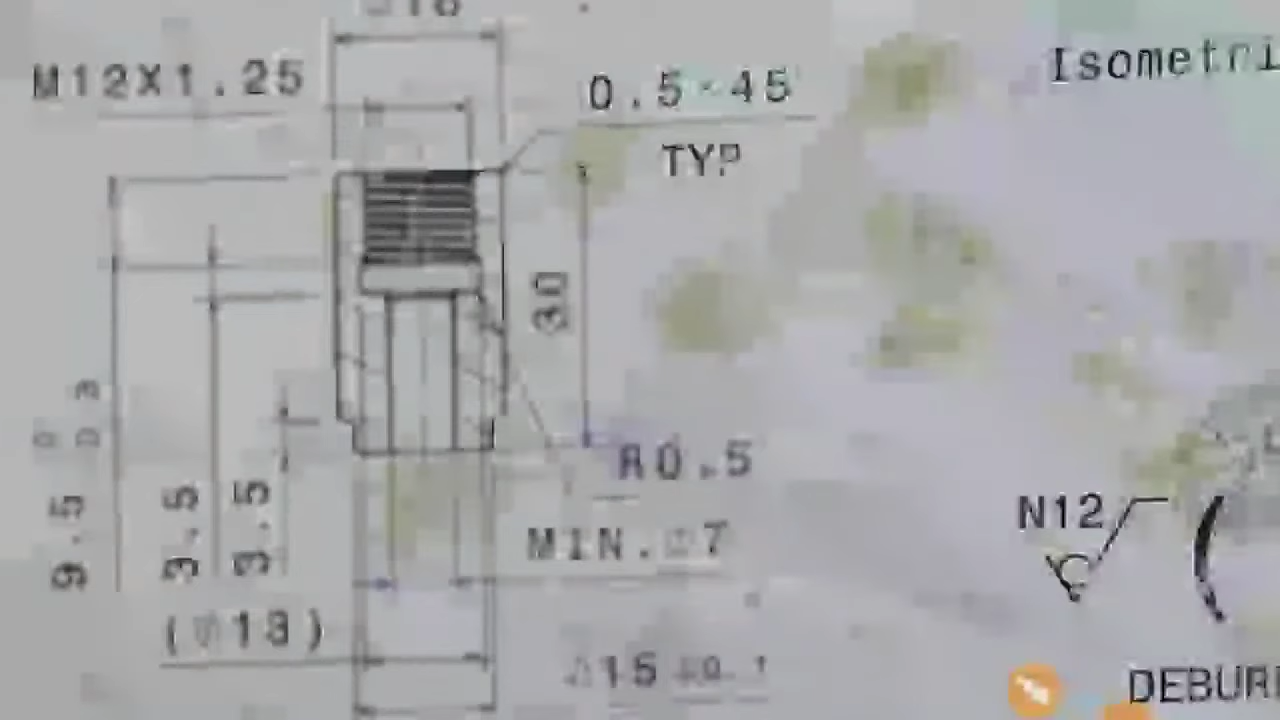 M12X1.25
0.5×45
TYP
Isometri
30
9.5
3.5
3.5
R0.5
MIN.⌀7
(⌀13)
⌀15 ±0.1
N12
DEBUR